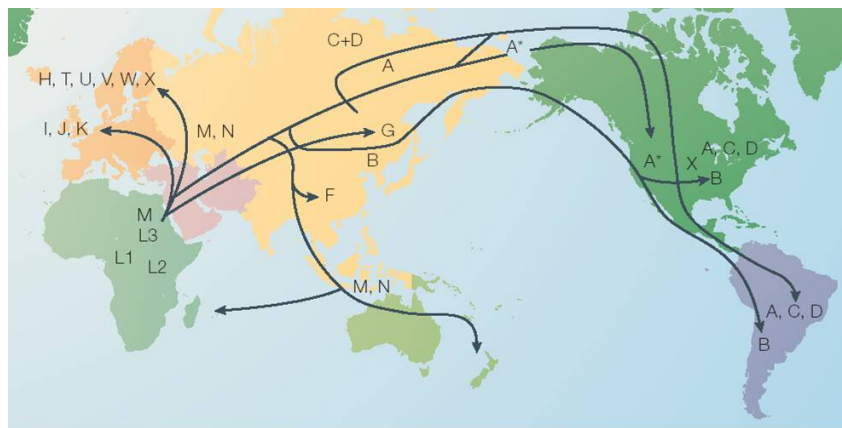 C+D
A*
A
H, T, U, V, W, X
I, J, K
M, N
G
B
A, C, D
A*
X
B
F
M
L3
L1
L2
M, N
A, C, D
B